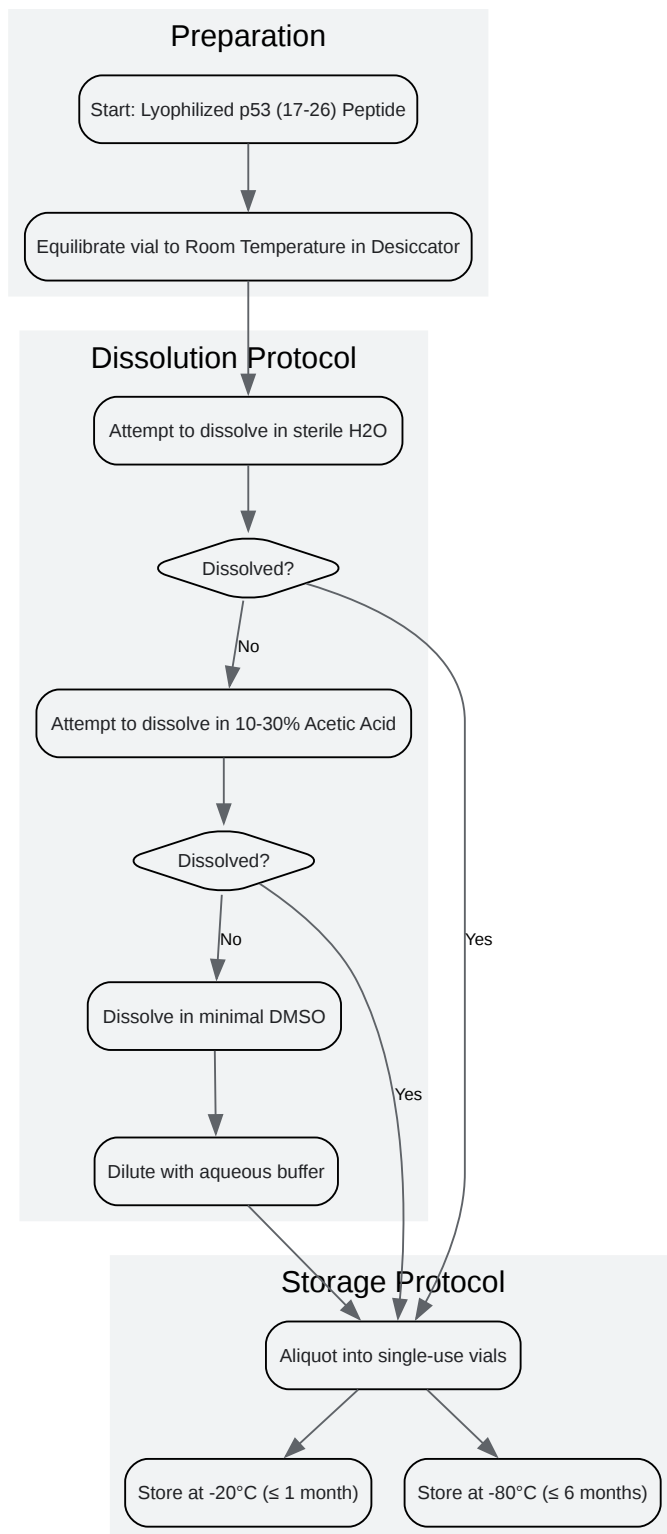 Preparation
Start: Lyophilized p53 (17-26) Peptide
Equilibrate vial to Room Temperature in Desiccator
Dissolution Protocol
Attempt to dissolve in sterile H2O
Dissolved?
No
Attempt to dissolve in 10-30% Acetic Acid
Dissolved?
No
Yes
Dissolve in minimal DMSO
Yes
Dilute with aqueous buffer
Storage Protocol
Aliquot into single-use vials
Store at -20°C (≤ 1 month)
Store at -80°C (≤ 6 months)